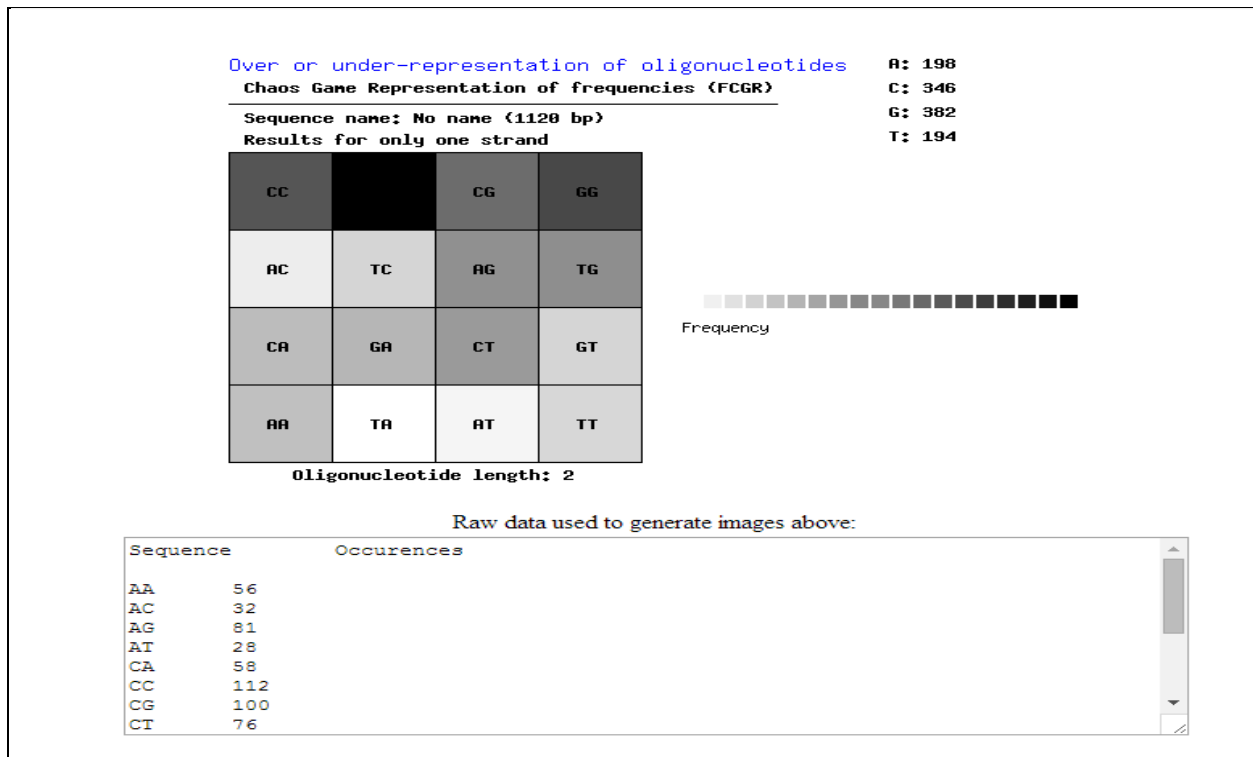 Over or under-representation of oligonucleotides
A: 198
Chaos Game Representation of frequencies (FCGR)
C: 346
Sequence name: No name (1120 bp)
G: 382
Results for only one strand
T: 194
CC CG GG
AC TC AG TG
Frequency
CA GA CT GT
AA TA AT TT
Oligonucleotide length: 2
Raw data used to generate images above:
Sequence Occurences
AA 56
AC 32
AG 81
AT 28
CA 58
CC 112
CG 100
CT 76